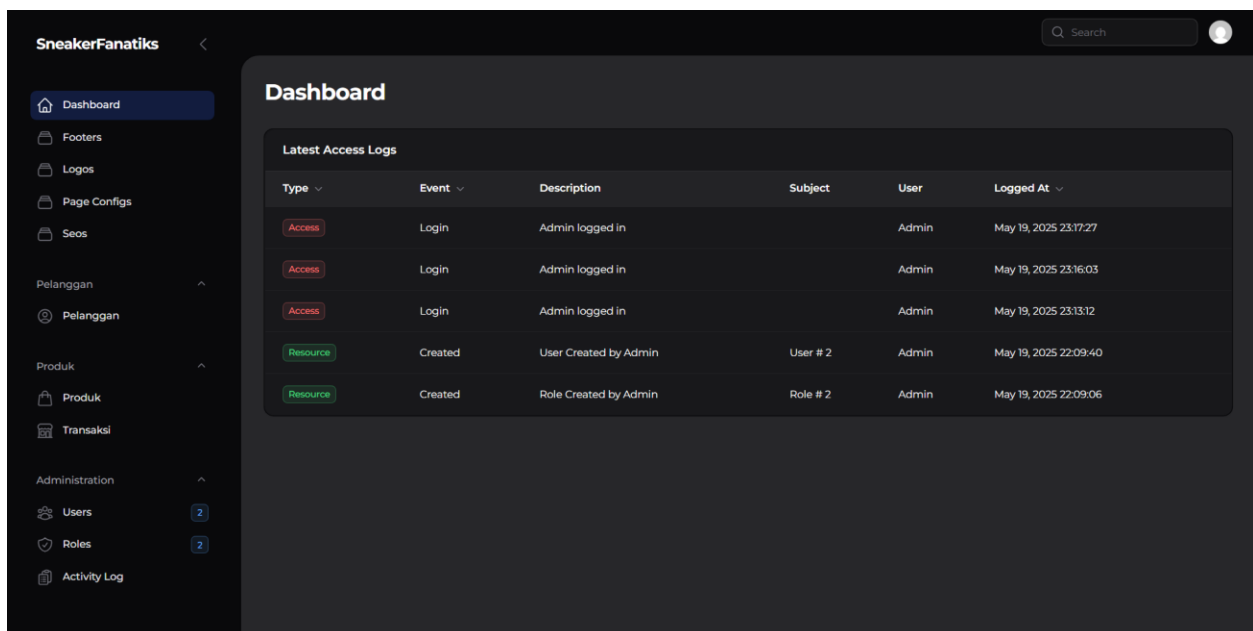 SneakerFanatiks
Search
Dashboard
Footers
Logos
Page Configs
Seos
Pelanggan
Pelanggan
Produk
Produk
Transaksi
Administration
Users 2
Roles 2
Activity Log
Dashboard
Latest Access Logs
Type Event Description Subject User Logged At
Access Login Admin logged in Admin May 19, 2025 23:17:27
Access Login Admin logged in Admin May 19, 2025 23:16:03
Access Login Admin logged in Admin May 19, 2025 23:13:12
Resource Created User Created by Admin User # 2 Admin May 19, 2025 22:09:40
Resource Created Role Created by Admin Role # 2 Admin May 19, 2025 22:09:06